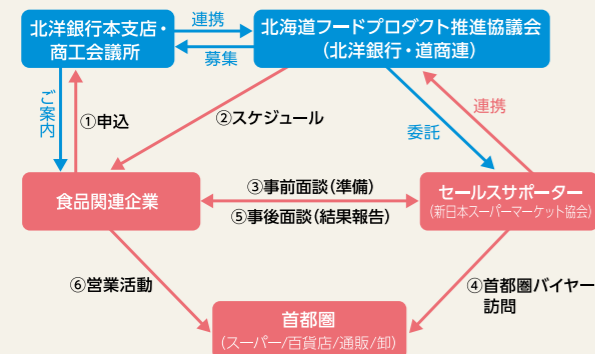 北洋銀行本支店・
商工会議所
連携
募集
北海道フードプロダクト推進協議会
(北洋銀行・道商連)
ご案内
①申込
②スケジュール
委託
連携
食品関連企業
③事前面談(準備)
⑤事後面談(結果報告)
セールスサポーター
(新日本スーパーマーケット協会)
⑥営業活動
④首都圏バイヤー
訪問
首都圏
(スーパー/百貨店/通販/卸)